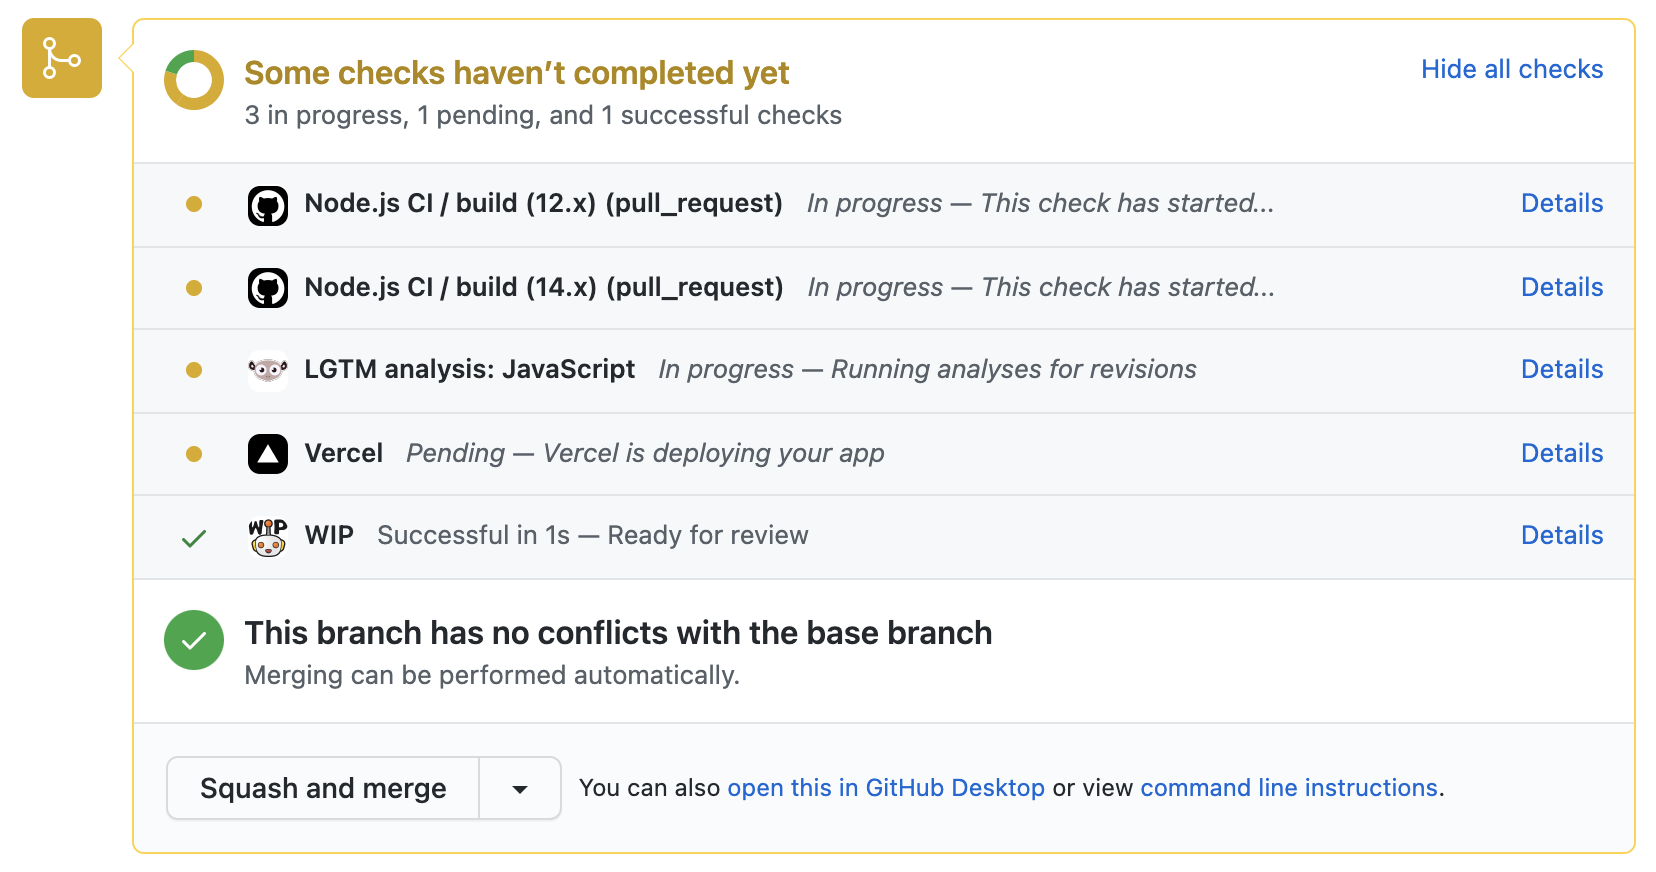 Some checks haven’t completed yet
Hide all checks
3 in progress, 1 pending, and 1 successful checks
Node.js CI / build (12.x) (pull_request) In progress — This check has started... Details
Node.js CI / build (14.x) (pull_request) In progress — This check has started... Details
LGTM analysis: JavaScript In progress — Running analyses for revisions Details
Vercel Pending — Vercel is deploying your app Details
WIP WIP Successful in 1s — Ready for review Details
This branch has no conflicts with the base branch
Merging can be performed automatically.
Squash and merge You can also open this in GitHub Desktop or view command line instructions.